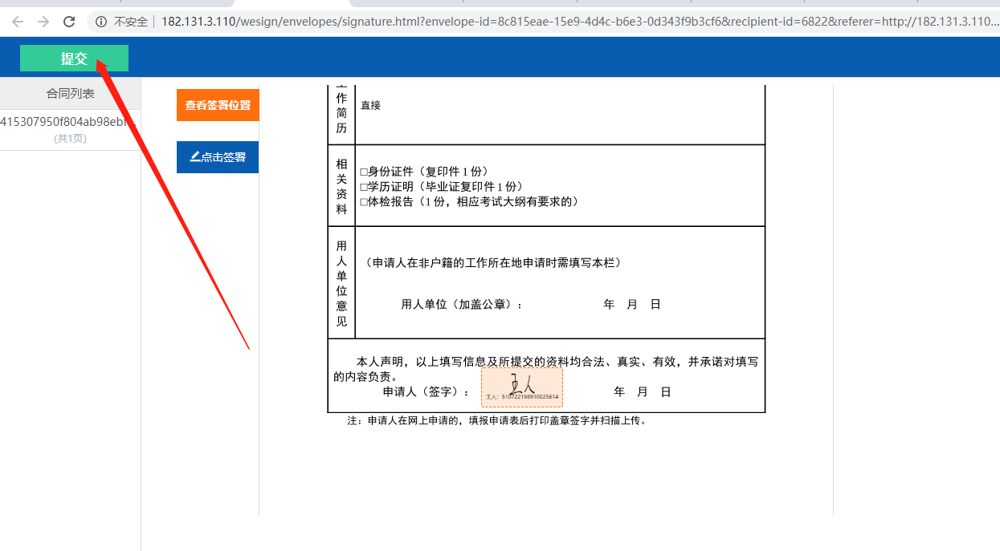 不安全 182.131.3.110/wesign/envelopes/signature.html?envelope-id=8c815eae-15e9-4d4c-b6e3-0d343f9b3cf6&recipient-id=6822&referer=http://182.131.3.110...
提交
合同列表
415307950f804ab98ebf...
(共1页)
查看签署位置
点击签署
工作简历
直接
相关资料
□身份证件（复印件 1 份）
□学历证明（毕业证复印件 1 份）
□体检报告（1 份，相应考试大纲有要求的）
用人单位意见
（申请人在非户籍的工作所在地申请时需填写本栏）
用人单位（加盖公章）： 年 月 日
本人声明，以上填写信息及所提交的资料均合法、真实、有效，并承诺对填写
的内容负责。
王人
申请人（签字）： 年 月 日
王人：510722198910025614
注：申请人在网上申请的，填报申请表后打印盖章签字并扫描上传。